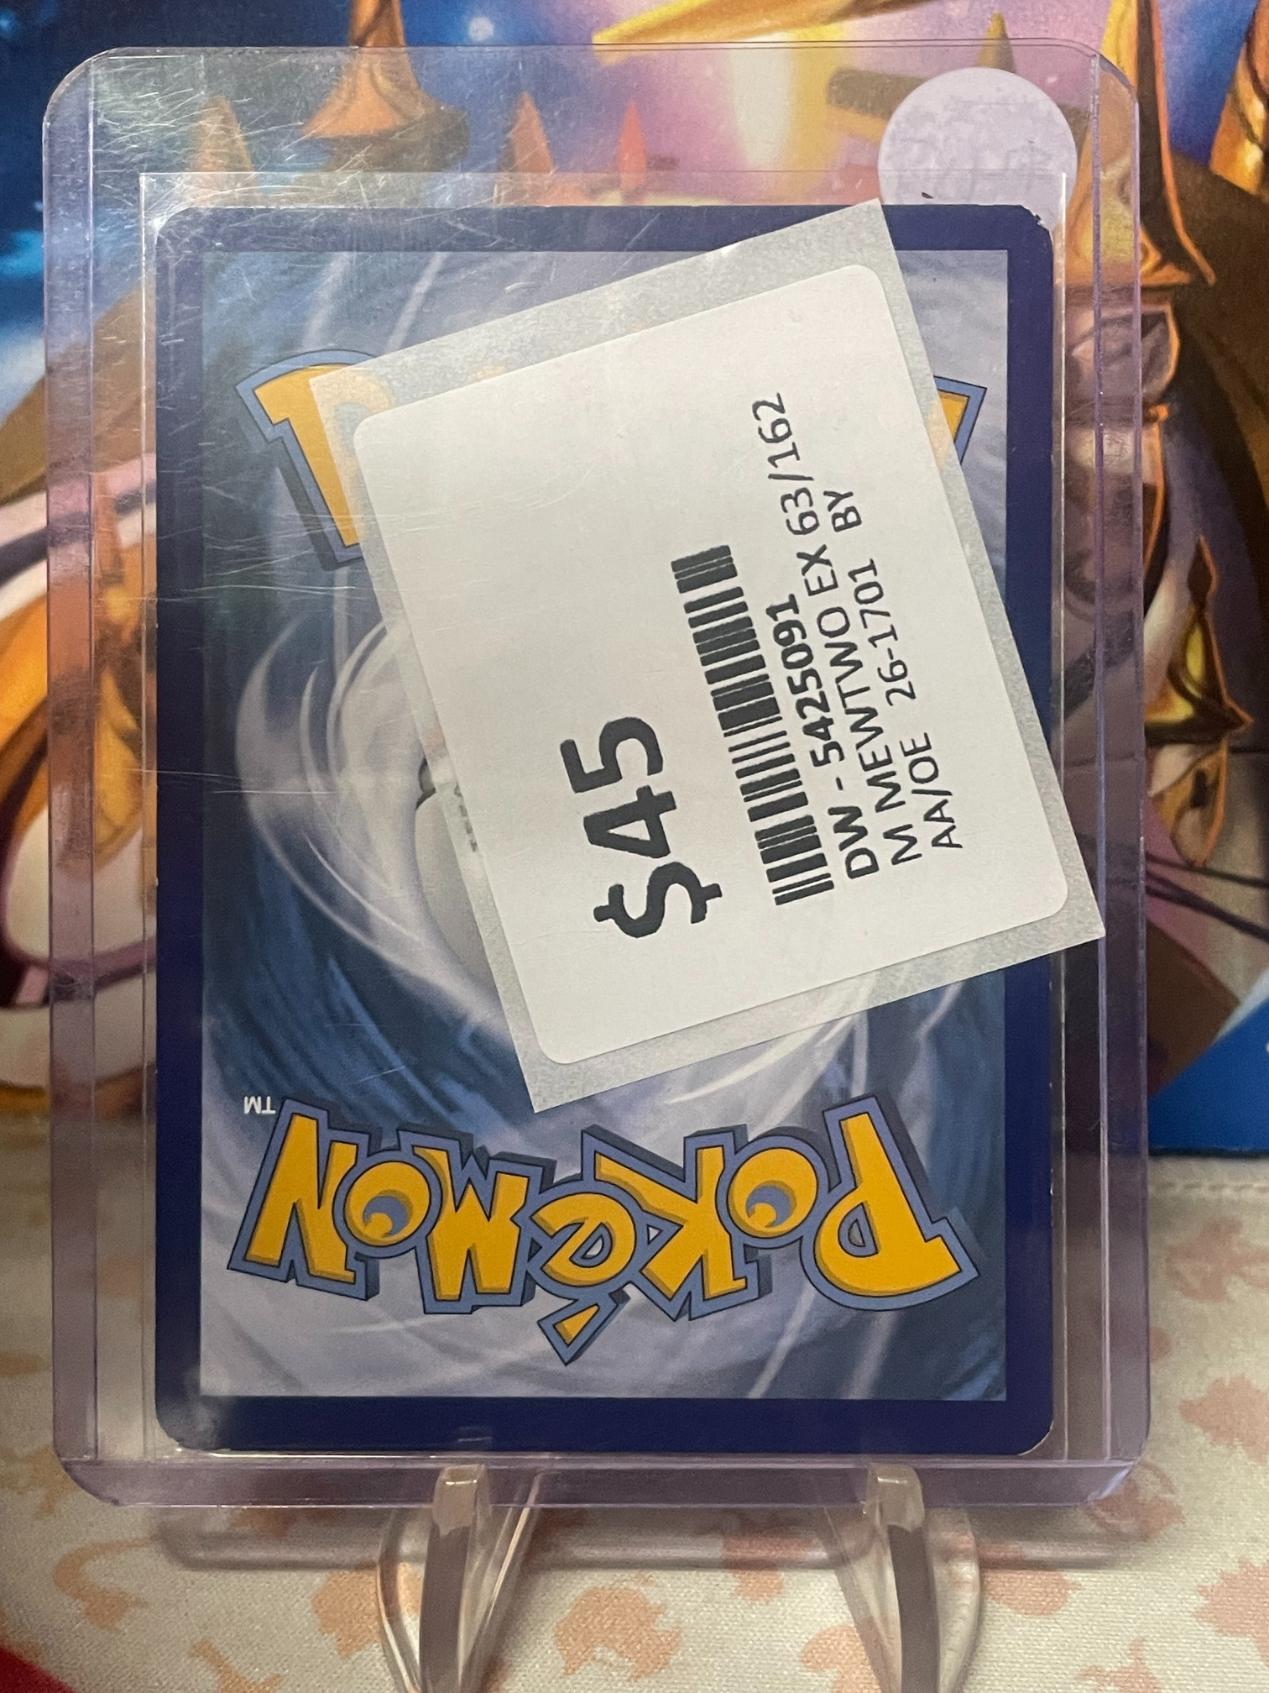 $45
DW - 5425091
M MEWTWO EX 63/162
AA/OE 26-1701 BY
POKéMON
TM